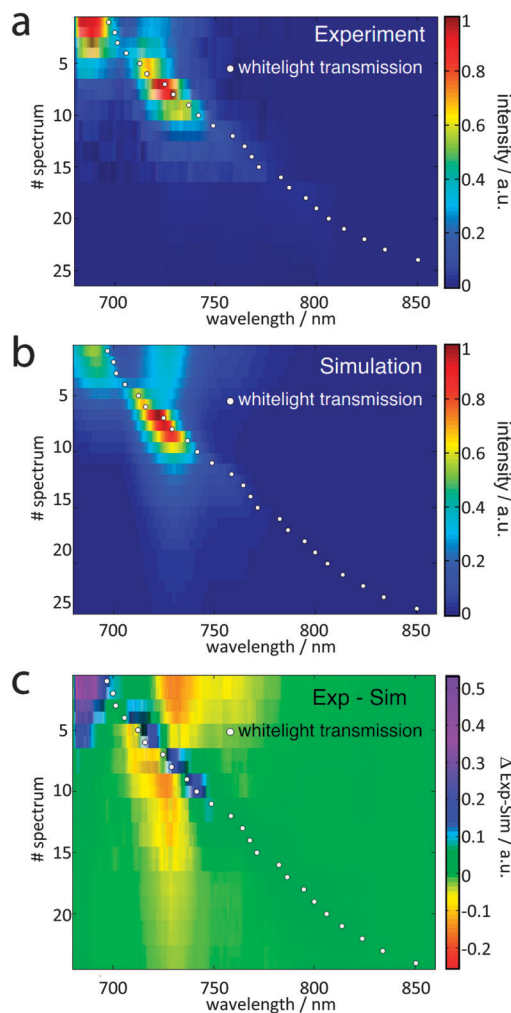 a
Experiment
whitelight transmission
# spectrum
5
10
15
20
25
700
750
800
850
wavelength / nm
1
0.8
0.6
0.4
0.2
0
intensity / a.u.
b
Simulation
whitelight transmission
# spectrum
5
10
15
20
25
700
750
800
850
wavelength / nm
1
0.8
0.6
0.4
0.2
0
intensity / a.u.
c
Exp - Sim
whitelight transmission
# spectrum
5
10
15
20
700
750
800
850
wavelength / nm
0.5
0.4
0.3
0.2
0.1
0
-0.1
-0.2
Δ Exp-Sim / a.u.